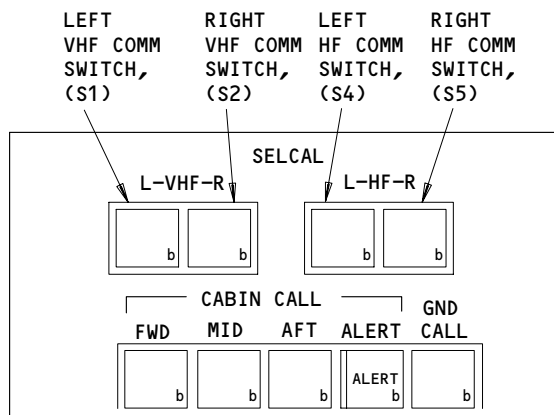 LEFT VHF COMM SWITCH, (S1)
RIGHT VHF COMM SWITCH, (S2)
LEFT HF COMM SWITCH, (S4)
RIGHT HF COMM SWITCH, (S5)
SELCAL
L-VHF-R L-HF-R
b b b b
CABIN CALL
FWD MID AFT ALERT GND CALL
ALERT
b b b b b